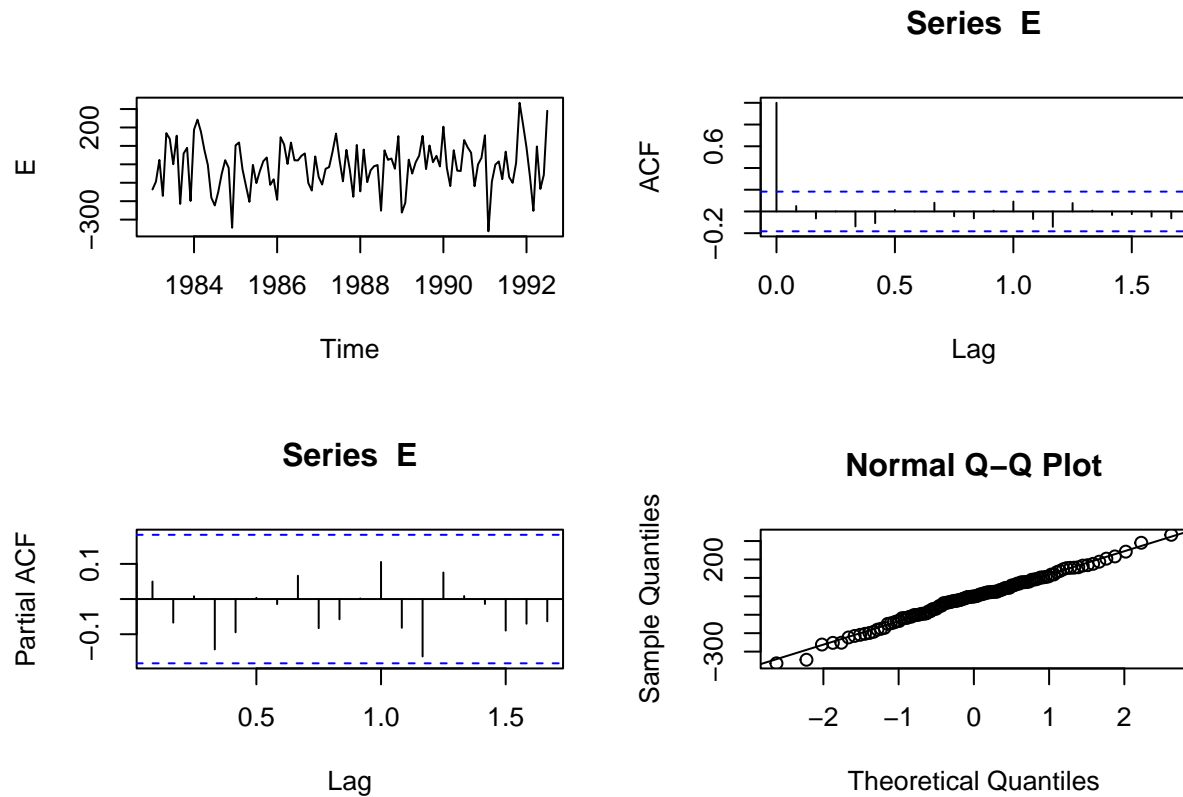 E
200
−300
1984 1986 1988 1990 1992
Time
Series E
ACF
0.6
−0.2
0.0 0.5 1.0 1.5
Lag
Series E
Partial ACF
0.1
−0.1
0.5 1.0 1.5
Lag
Normal Q−Q Plot
Sample Quantiles
200
−300
−2 −1 0 1 2
Theoretical Quantiles